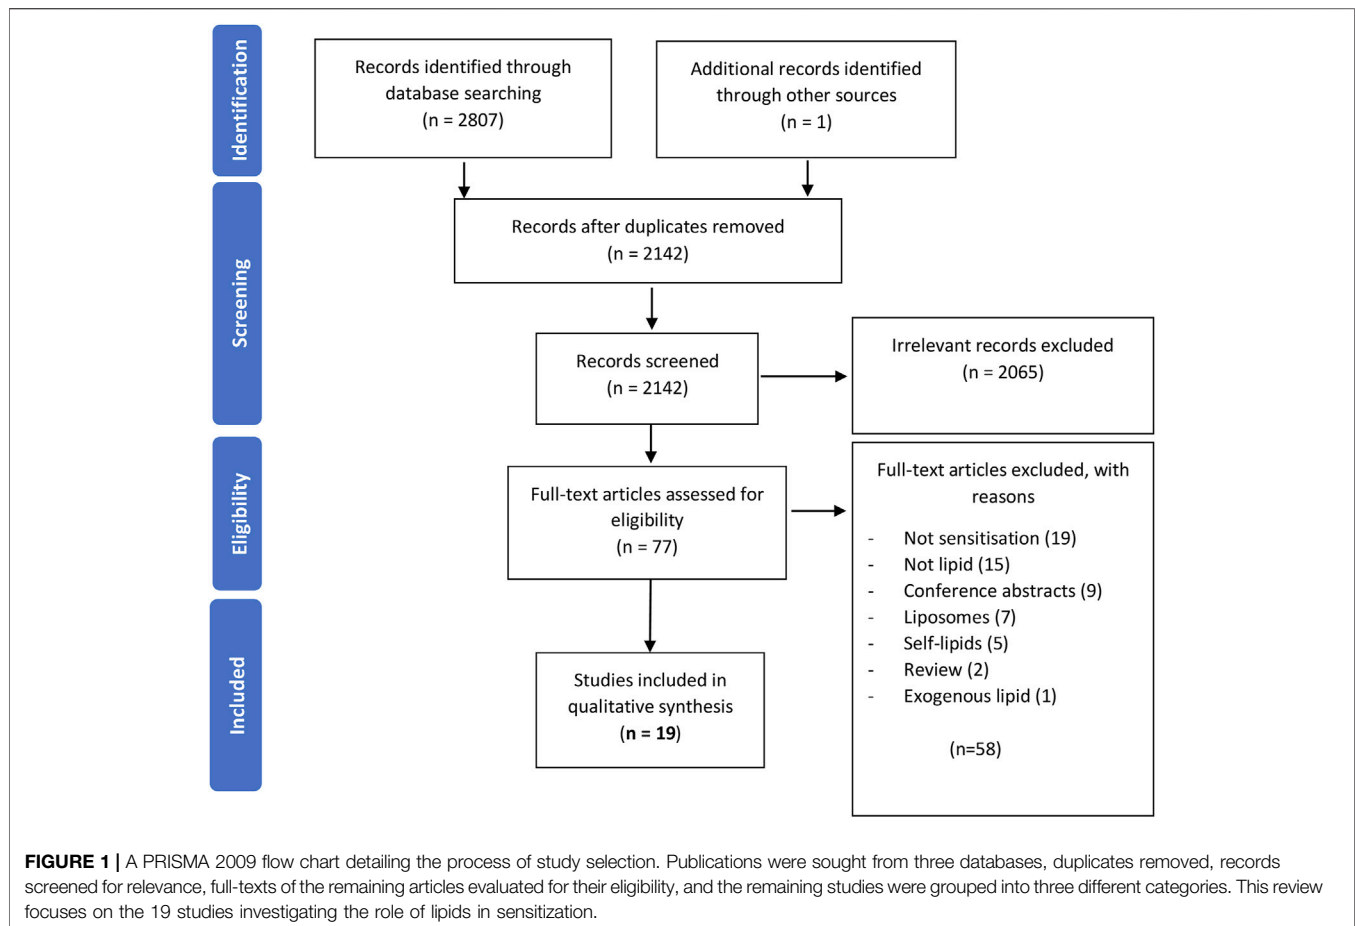 Identification
Records identified through
database searching
(n = 2807)
Additional records identified
through other sources
(n = 1)
Screening
Records after duplicates removed
(n = 2142)
Records screened
(n = 2142)
Irrelevant records excluded
(n = 2065)
Eligibility
Full-text articles assessed for
eligibility
(n = 77)
Full-text articles excluded, with
reasons
- Not sensitisation (19)
- Not lipid (15)
- Conference abstracts (9)
- Liposomes (7)
- Self-lipids (5)
- Review (2)
- Exogenous lipid (1)
(n=58)
Included
Studies included in
qualitative synthesis
(n = 19)
FIGURE 1 | A PRISMA 2009 flow chart detailing the process of study selection. Publications were sought from three databases, duplicates removed, records
screened for relevance, full-texts of the remaining articles evaluated for their eligibility, and the remaining studies were grouped into three different categories. This review
focuses on the 19 studies investigating the role of lipids in sensitization.